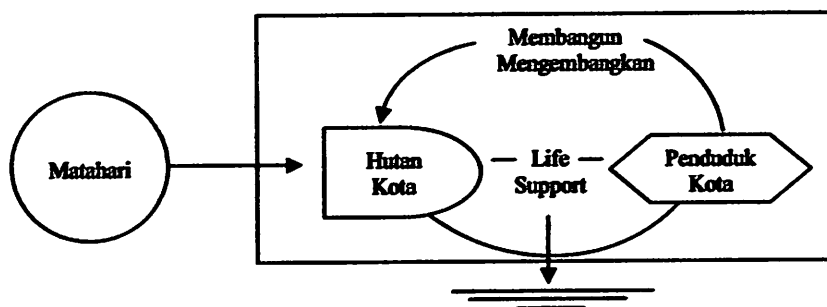 Membangun
Mengembangkan
Matahari
Hutan
Kota
Life
Support
Penduduk
Kota